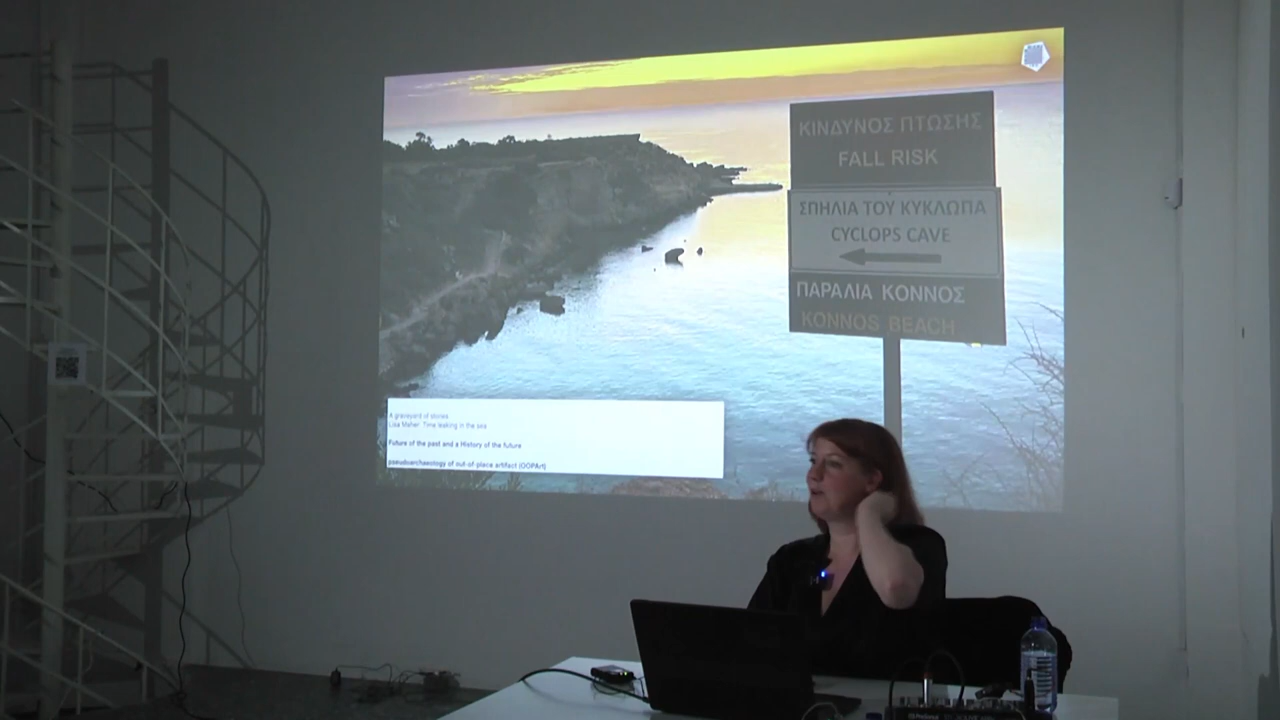 ΚΙΝΔΥΝΟΣ ΠΤΩΣΗΣ
FALL RISK
ΣΠΗΛΙΑ ΤΟΥ ΚΥΚΛΩΠΑ
CYCLOPS CAVE
ΠΑΡΑΛΙΑ ΚΟΝΝΟΣ
KONNOS BEACH
A graveyard of stories
Lisa Maher: Time leaking in the sea
Future of the past and a History of the future
pseudoarchaeology of out-of-place artifact (OOPArt)